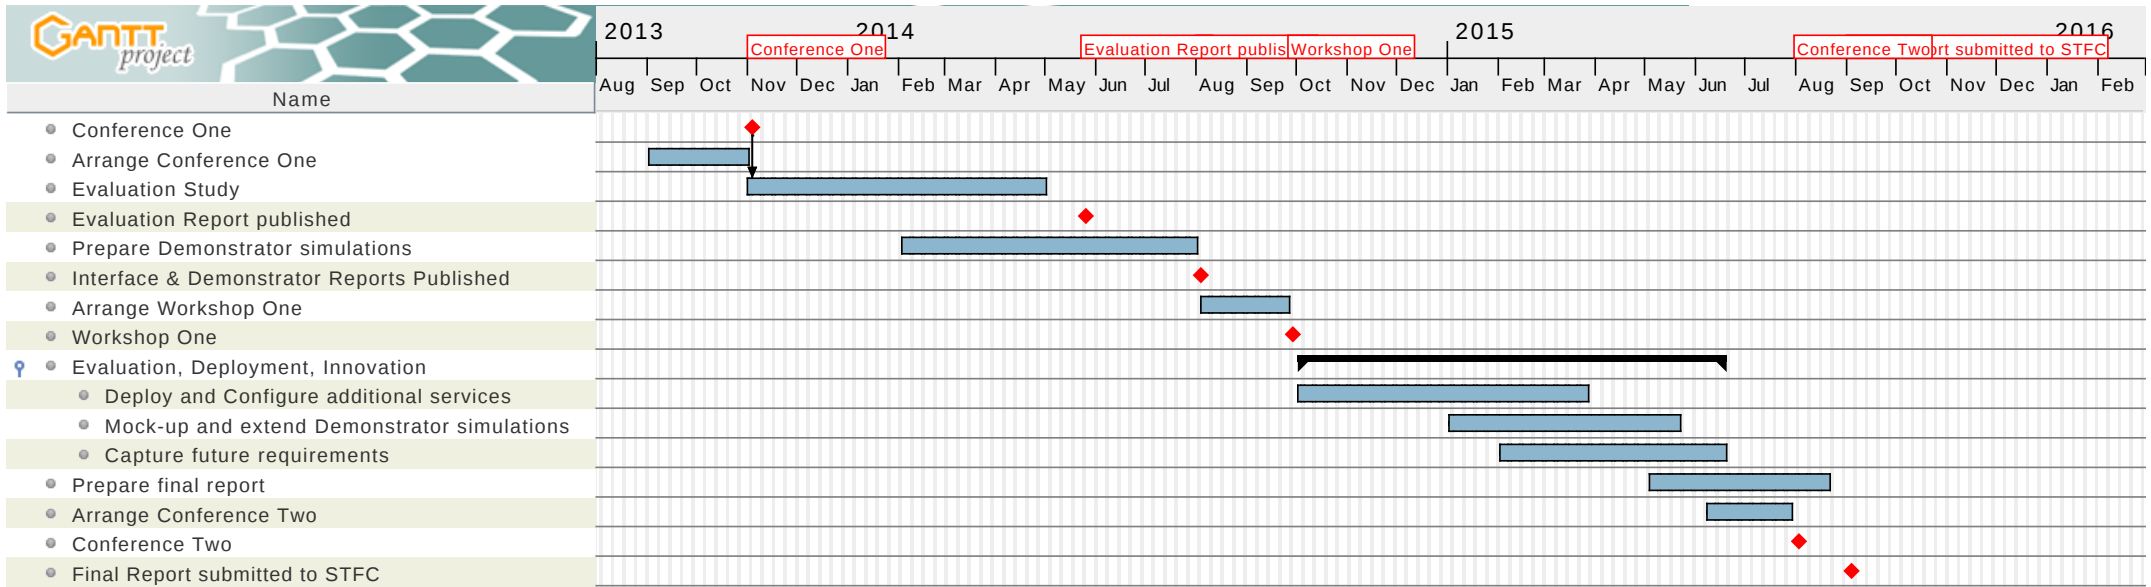 GANTT
project
2013 2014 2015 2016
Conference One Evaluation Report publis Workshop One Conference Two rt submitted to STFC
Aug Sep Oct Nov Dec Jan Feb Mar Apr May Jun Jul Aug Sep Oct Nov Dec Jan Feb Mar Apr May Jun Jul Aug Sep Oct Nov Dec Jan Feb
Name
Conference One
Arrange Conference One
Evaluation Study
Evaluation Report published
Prepare Demonstrator simulations
Interface & Demonstrator Reports Published
Arrange Workshop One
Workshop One
Evaluation, Deployment, Innovation
Deploy and Configure additional services
Mock-up and extend Demonstrator simulations
Capture future requirements
Prepare final report
Arrange Conference Two
Conference Two
Final Report submitted to STFC